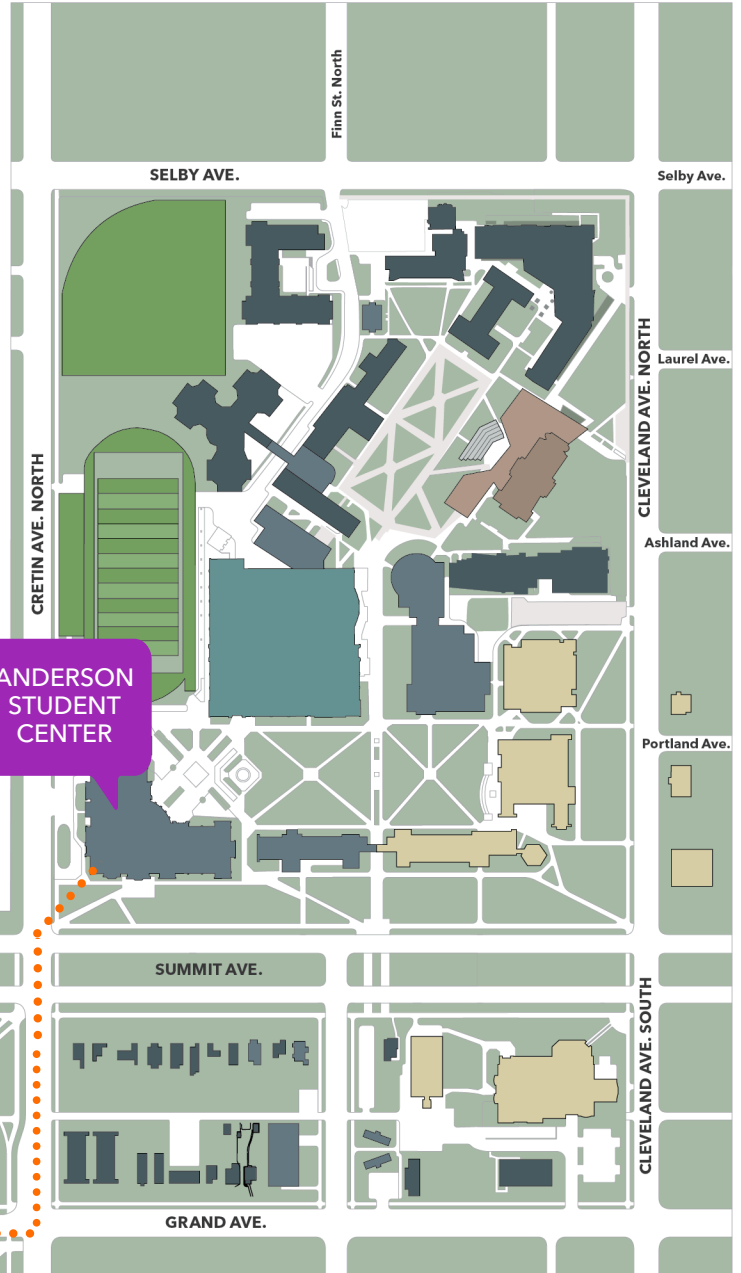 Finn St. North
SELBY AVE.
Selby Ave.
CLEVELAND AVE. NORTH
Laurel Ave.
CRETIN AVE. NORTH
Ashland Ave.
ANDERSON
STUDENT
CENTER
Portland Ave.
SUMMIT AVE.
CLEVELAND AVE. SOUTH
GRAND AVE.